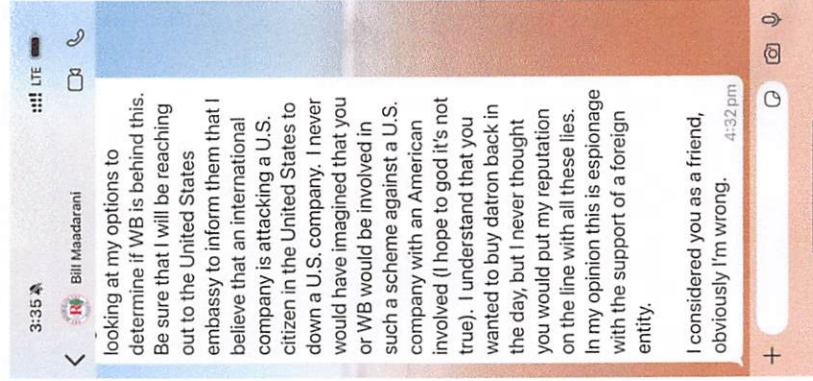 3:35
LTE
Bill Maadarani
looking at my options to
determine if WB is behind this.
Be sure that I will be reaching
out to the United States
embassy to inform them that I
believe that an international
company is attacking a U.S.
citizen in the United States to
down a U.S. company. I never
would have imagined that you
or WB would be involved in
such a scheme against a U.S.
company with an American
involved (I hope to god it's not
true). I understand that you
wanted to buy datron back in
the day, but I never thought
you would put my reputation
on the line with all these lies.
In my opinion this is espionage
with the support of a foreign
entity.
I considered you as a friend,
obviously I'm wrong.
4:32pm